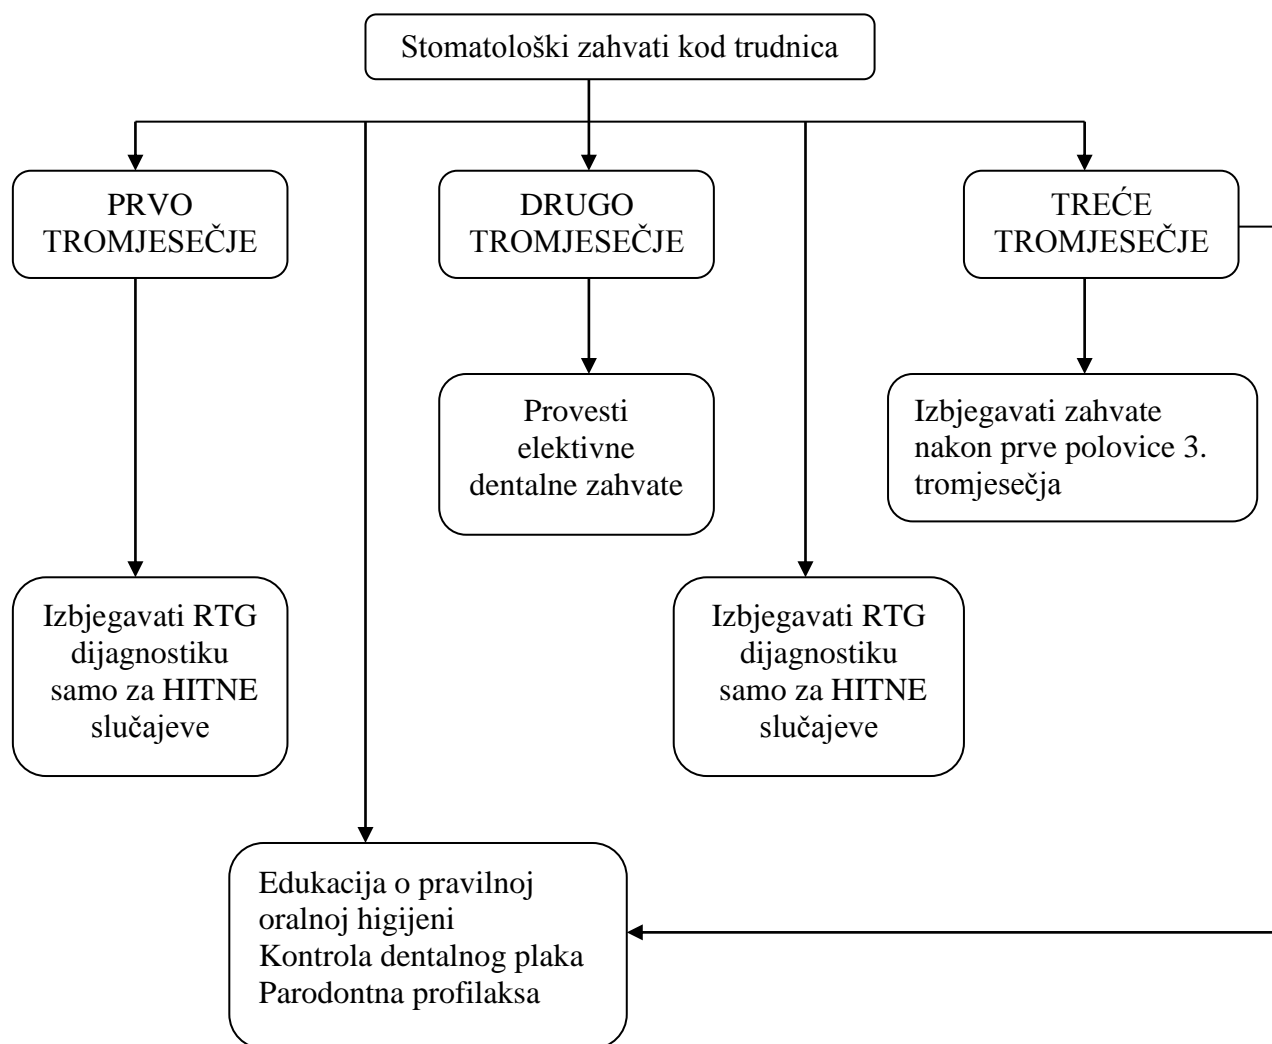 Stomatološki zahvati kod trudnica
PRVO
TROMJESEČJE
DRUGO
TROMJESEČJE
TREĆE
TROMJESEČJE
Provesti
elektivne
dentalne zahvate
Izbjegavati zahvate
nakon prve polovice 3.
tromjesečja
Izbjegavati RTG
dijagnostiku
samo za HITNE
slučajeve
Izbjegavati RTG
dijagnostiku
samo za HITNE
slučajeve
Edukacija o pravilnoj
oralnoj higijeni
Kontrola dentalnog plaka
Parodontna profilaksa